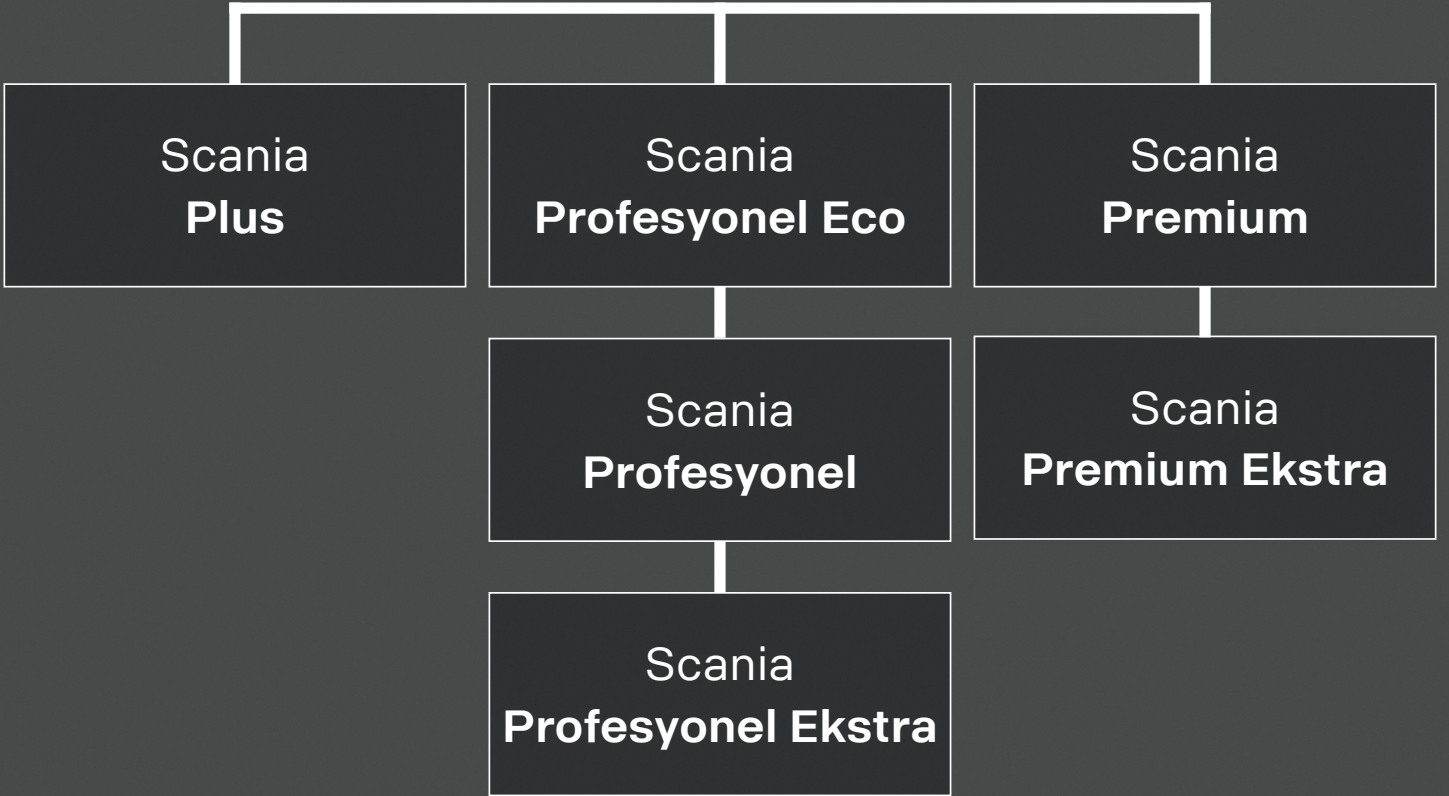 Scania
Plus
Scania
Profesyonel Eco
Scania
Premium
Scania
Profesyonel
Scania
Premium Ekstra
Scania
Profesyonel Ekstra